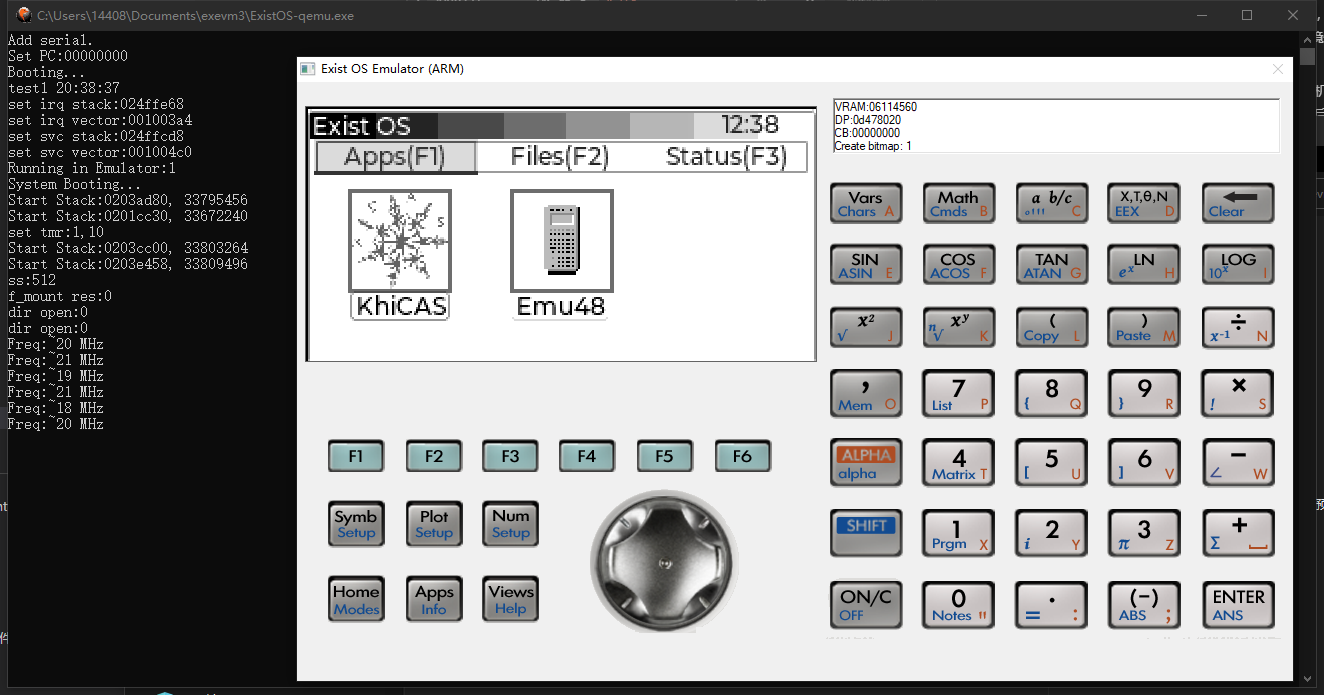 C:\Users\14408\Documents\exevm3\ExistOS-qemu.exe
Add serial.
Set PC:00000000
Booting...
test1 20:38:37
set irq stack:024ffe68
set irq vector:001003a4
set svc stack:024ffcd8
set svc vector:001004c0
Running in Emulator:1
System Booting...
Start Stack:0203ad80, 33795456
Start Stack:0201cc30, 33672240
set tmr:1,10
Start Stack:0203cc00, 33803264
Start Stack:0203e458, 33809496
ss:512
f_mount res:0
dir open:0
dir open:0
Freq:~20 MHz
Freq:~21 MHz
Freq:~19 MHz
Freq:~21 MHz
Freq:~18 MHz
Freq:~20 MHz
Exist OS Emulator (ARM)
Exist OS 12:38
Apps(F1) Files(F2) Status(F3)
C A S
KhiCAS Emu48
VRAM:06114560
DP:0d478020
CB:00000000
Create bitmap: 1
F1 F2 F3 F4 F5 F6
Symb Plot Num
Setup Setup Setup
Home Apps Views
Modes Info Help
Vars Math a b/c X,T,θ,N
Chars A Cmds B C EEX D Clear
SIN COS TAN LN LOG
ASIN E ACOS F ATAN G eˣ H 10ˣ I
x² xʸ ( ) ÷
√ J ⁿ√ K Copy L Paste M x⁻¹ N
, 7 8 9 ×
Mem O List P { Q } R ! S
ALPHA 4 5 6 −
alpha Matrix T [ U ] V ∠ W
SHIFT 1 2 3 +
Prgm X i Y π Z Σ
ON/C 0 . (−) ENTER
OFF Notes " = : ABS ; ANS